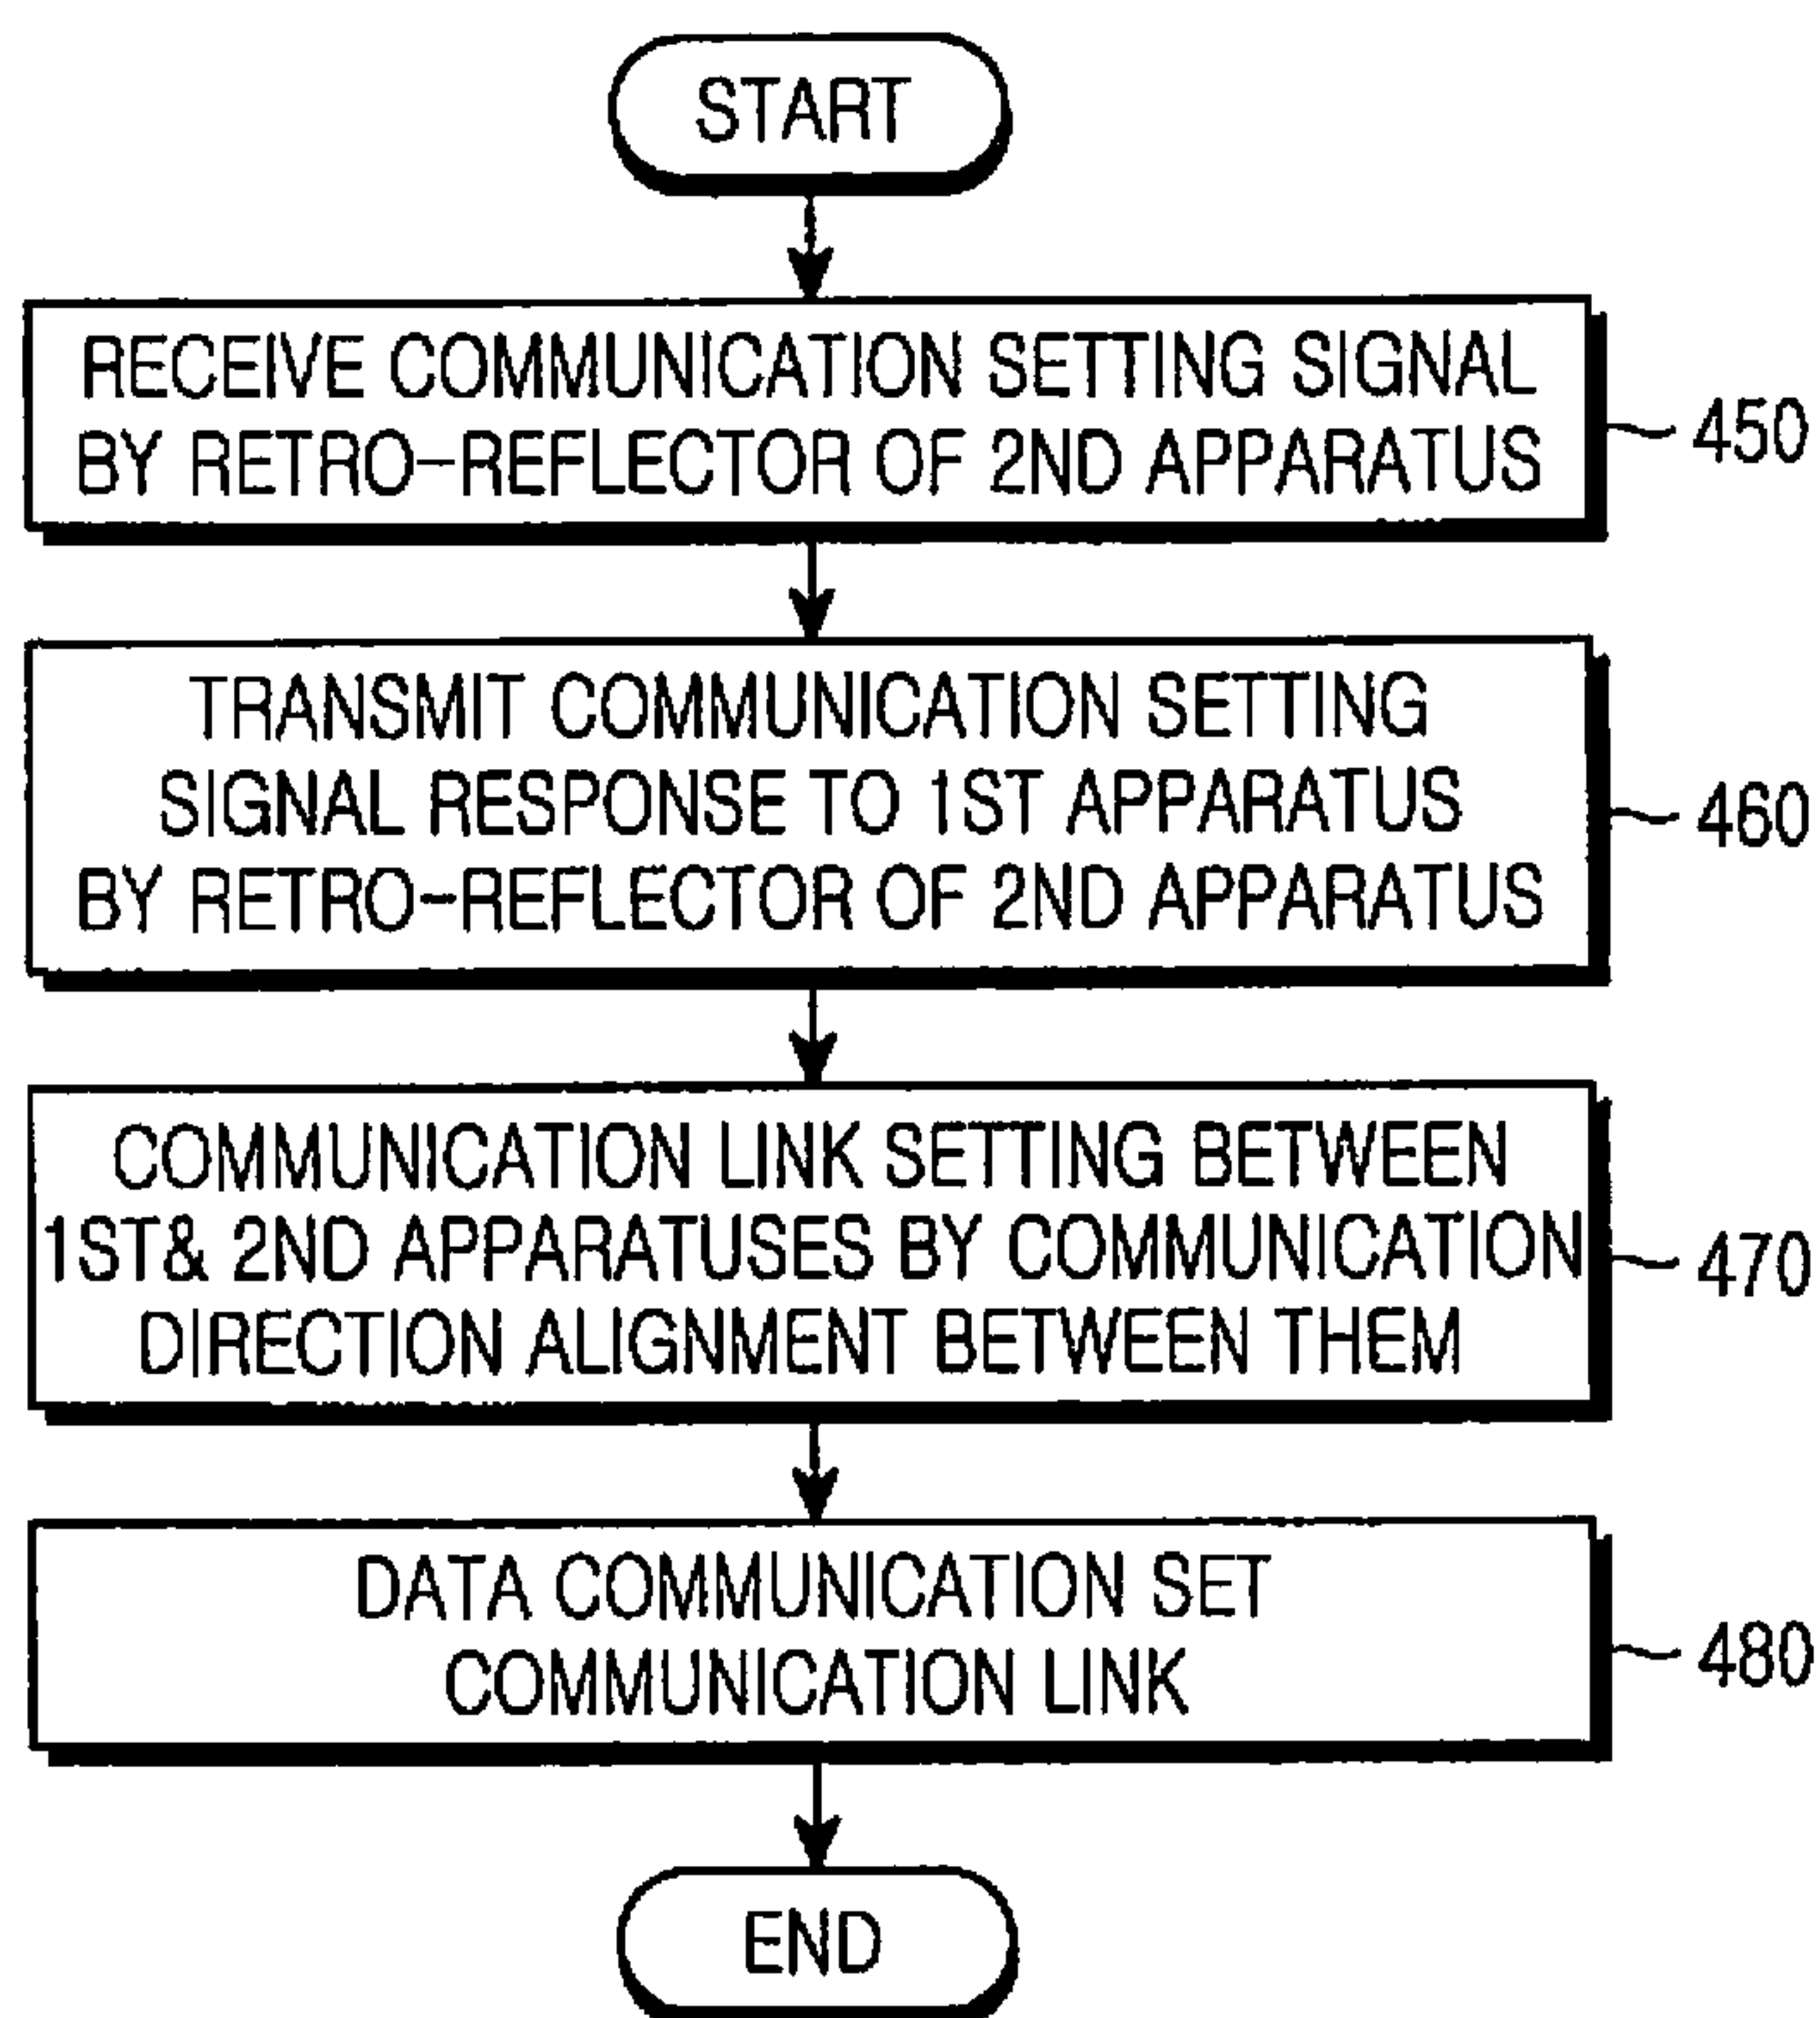 START
RECEIVE COMMUNICATION SETTING SIGNAL
BY RETRO-REFLECTOR OF 2ND APPARATUS
450
TRANSMIT COMMUNICATION SETTING
SIGNAL RESPONSE TO 1ST APPARATUS
BY RETRO-REFLECTOR OF 2ND APPARATUS
460
COMMUNICATION LINK SETTING BETWEEN
1ST& 2ND APPARATUSES BY COMMUNICATION
DIRECTION ALIGNMENT BETWEEN THEM
470
DATA COMMUNICATION SET
COMMUNICATION LINK
480
END